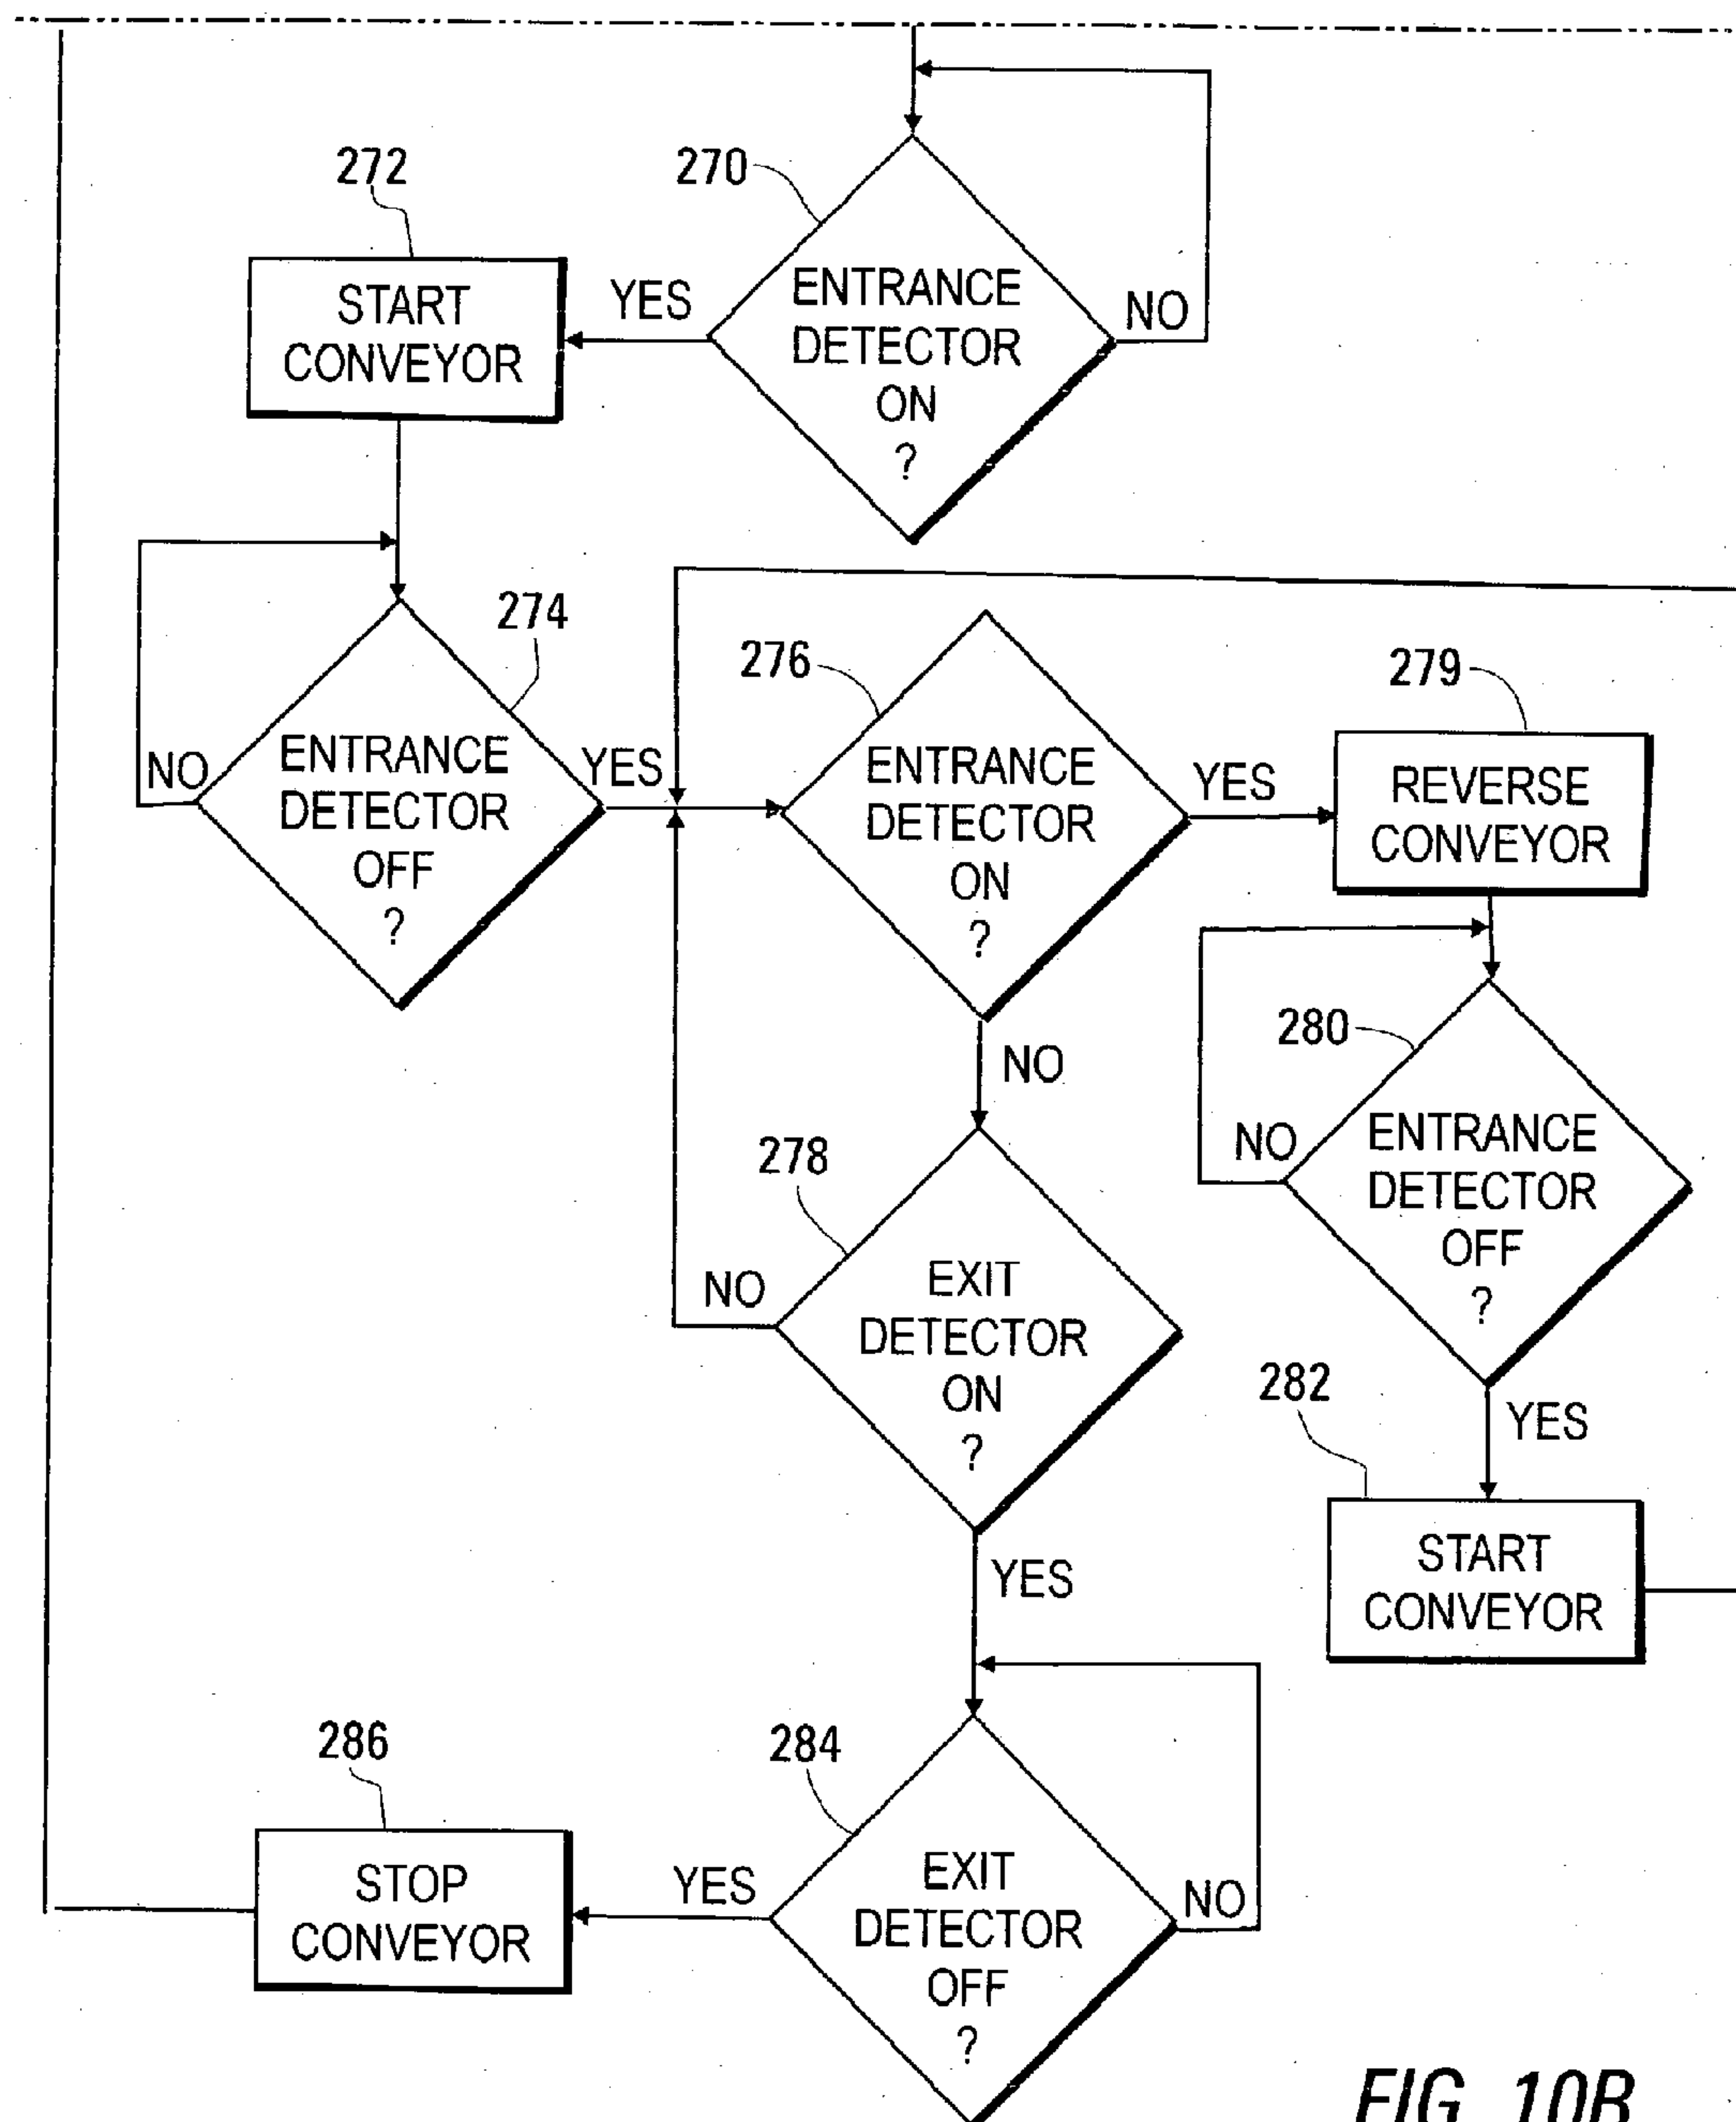 272
270
START
CONVEYOR
YES
ENTRANCE
DETECTOR
ON
?
NO
274
276
279
NO
ENTRANCE
DETECTOR
OFF
?
YES
ENTRANCE
DETECTOR
ON
?
YES
REVERSE
CONVEYOR
NO
280
NO
ENTRANCE
DETECTOR
OFF
?
278
NO
EXIT
DETECTOR
ON
?
282
YES
START
CONVEYOR
YES
286
284
STOP
CONVEYOR
YES
EXIT
DETECTOR
OFF
?
NO
FIG. 10B